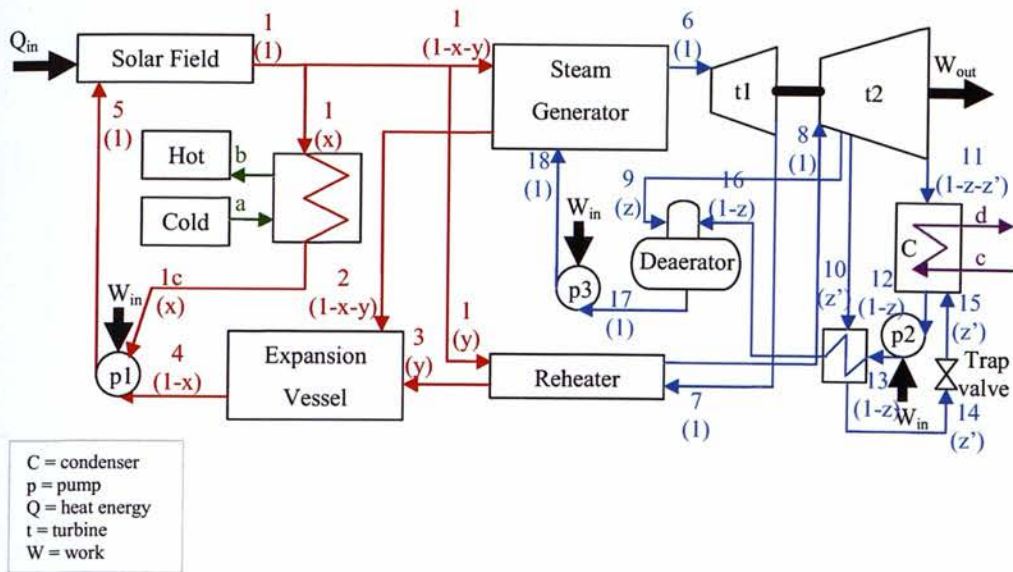 1
(1)
1
(1-x-y)
6
(1)
Q_in
Solar Field
Steam
Generator
t1
t2
W_out
5
(1)
1
(x)
8
(1)
Hot
b
Cold
a
18
(1)
9
(z)
16
(1-z)
11
(1-z-z')
d
C
c
W_in
Deaerator
p3
17
(1)
10
(z')
12
(1-z)
15
(z')
1c
(x)
2
(1-x-y)
W_in
1
(y)
3
(y)
p2
p1
4
(1-x)
Expansion
Vessel
Reheater
Trap
valve
7
(1)
13
(1-z)
W_in
14
(z')
C = condenser
p = pump
Q = heat energy
t = turbine
W = work